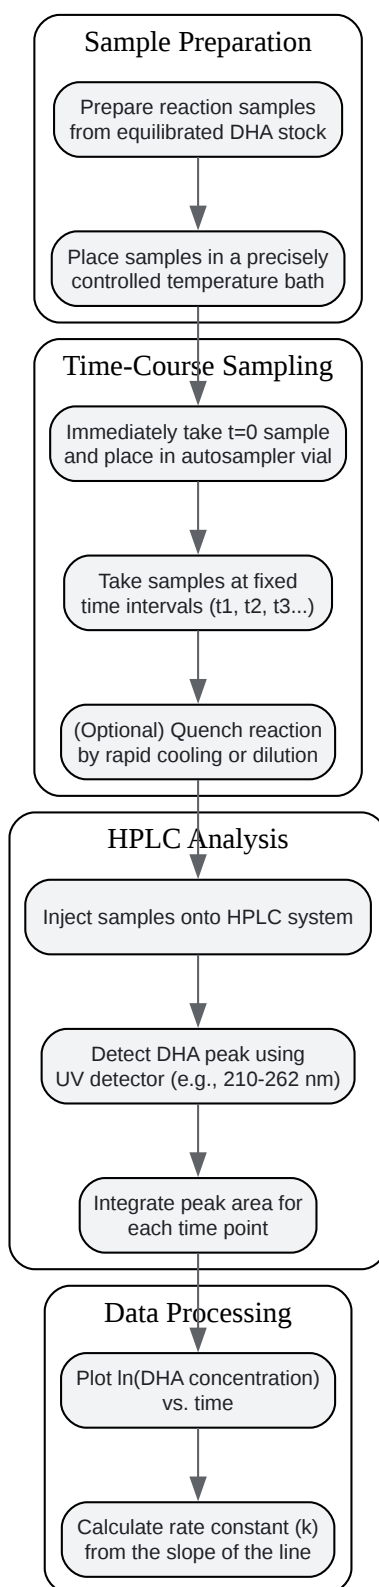 Sample Preparation
Prepare reaction samples
from equilibrated DHA stock
Place samples in a precisely
controlled temperature bath
Time-Course Sampling
Immediately take t=0 sample
and place in autosampler vial
Take samples at fixed
time intervals (t1, t2, t3...)
(Optional) Quench reaction
by rapid cooling or dilution
HPLC Analysis
Inject samples onto HPLC system
Detect DHA peak using
UV detector (e.g., 210-262 nm)
Integrate peak area for
each time point
Data Processing
Plot ln(DHA concentration)
vs. time
Calculate rate constant (k)
from the slope of the line